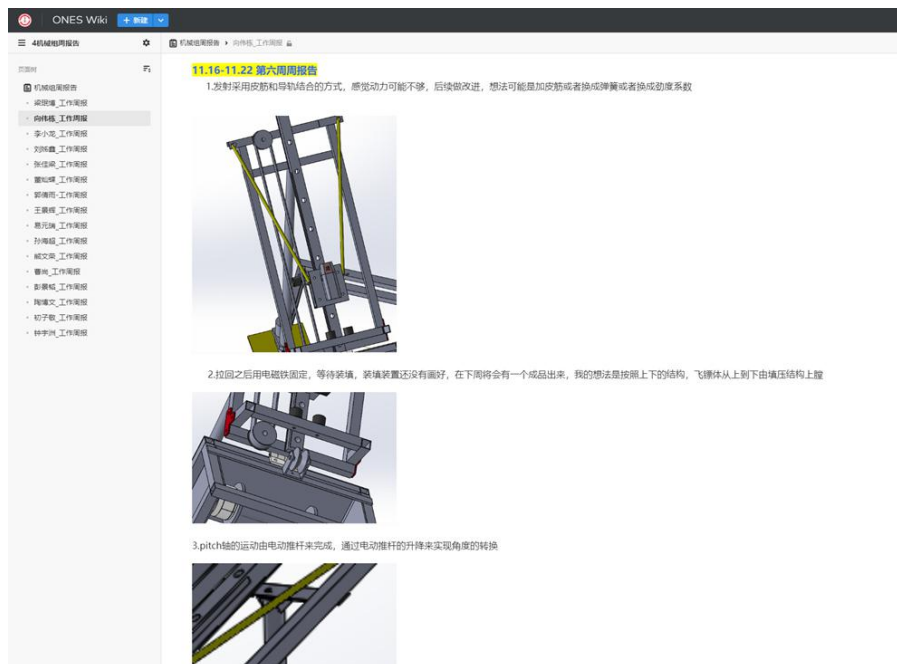 ONES Wiki
+ 新建
4机械组周报告
机械组周报告 › 向伟栋_工作周报
页面树
机械组周报告
_工作周报
向伟栋_工作周报
李小龙_工作周报
_工作周报
张佳梁_工作周报
_工作周报
郭倩雨-工作周报
王景辉_工作周报
易元瑞_工作周报
孙海超_工作周报
臧文荣_工作周报
曹尚_工作周报
彭景韬_工作周报
陶博文_工作周报
初子敬_工作周报
钟宇洲_工作周报
11.16-11.22 第六周周报告
1.发射采用皮筋和导轨结合的方式，感觉动力可能不够，后续做改进，想法可能是加皮筋或者换成弹簧或者换成劲度系数
2.拉回之后用电磁铁固定，等待装填，装填装置还没有画好，在下周将会有一个成品出来，我的想法是按照上下的结构，飞镖体从上到下由填压结构上膛
3.pitch轴的运动由电动推杆来完成，通过电动推杆的升降来实现角度的转换